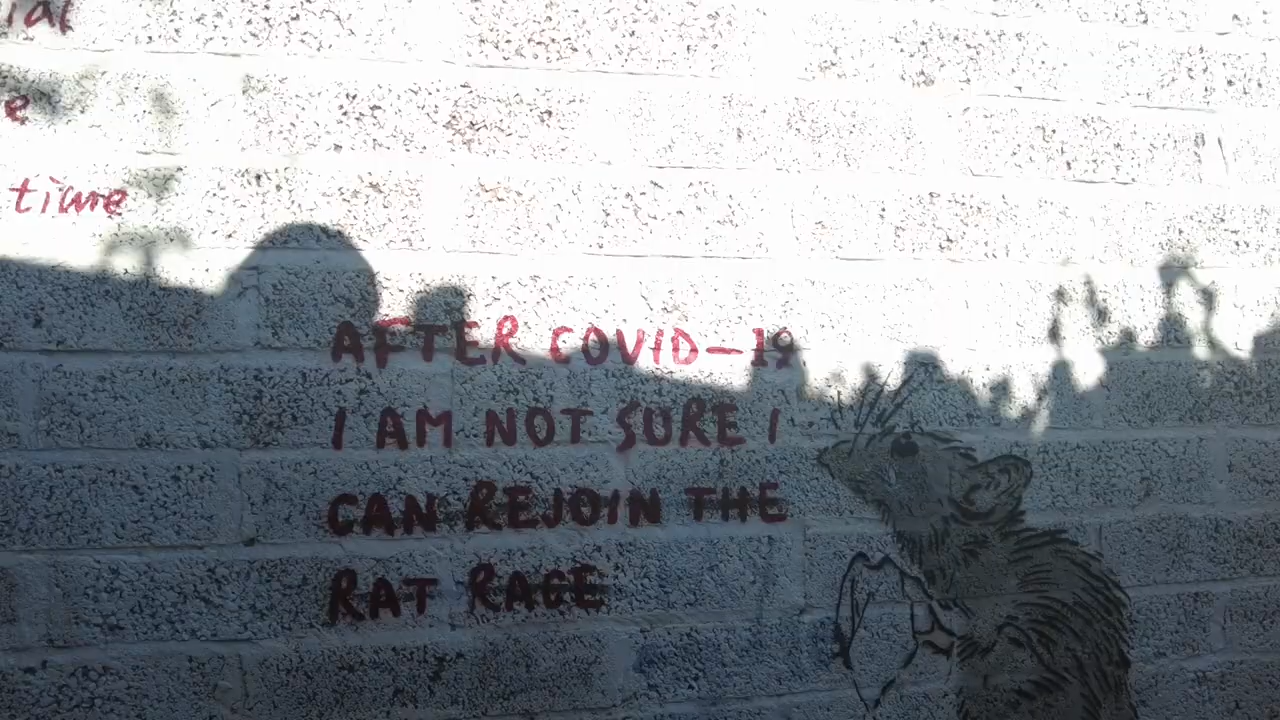 time
AFTER COVID-19
I AM NOT SURE I
CAN REJOIN THE
RAT RACE